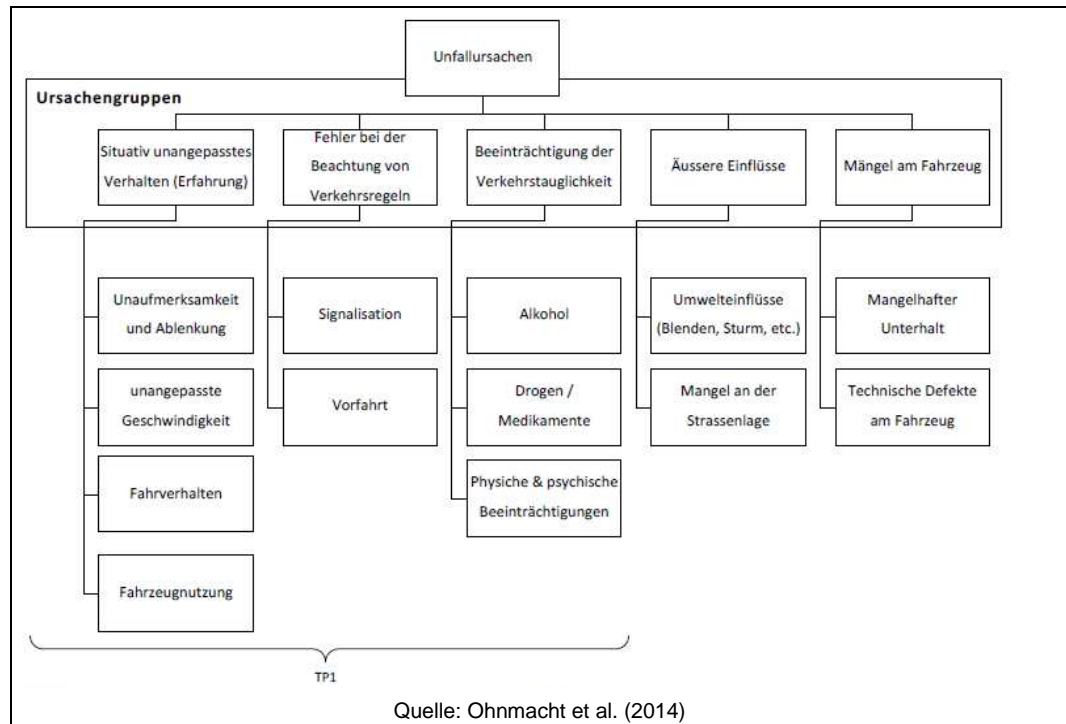 Unfallursachen
Ursachengruppen
Situativ unangepasstes
Verhalten (Erfahrung)
Fehler bei der
Beachtung von
Verkehrsregeln
Beeinträchtigung der
Verkehrstauglichkeit
Äussere Einflüsse
Mängel am Fahrzeug
Unaufmerksamkeit
und Ablenkung
unangepasste
Geschwindigkeit
Fahrverhalten
Fahrzeugnutzung
Signalisation
Vorfahrt
Alkohol
Drogen /
Medikamente
Physiche & psychische
Beeinträchtigungen
Umwelteinflüsse
(Blenden, Sturm, etc.)
Mangel an der
Strassenlage
Mangelhafter
Unterhalt
Technische Defekte
am Fahrzeug
TP1
Quelle: Ohnmacht et al. (2014)